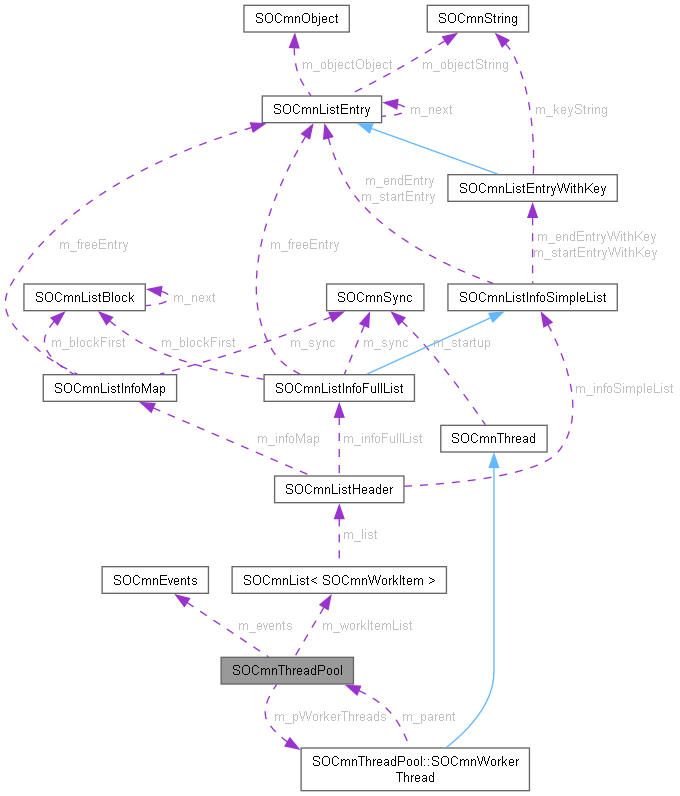 SOCmnObject
SOCmnString
m_objectObject
m_objectString
SOCmnListEntry
m_next
m_keyString
m_endEntry
m_startEntry
SOCmnListEntryWithKey
m_freeEntry
m_freeEntry
m_endEntryWithKey
m_startEntryWithKey
SOCmnListBlock
m_next
SOCmnSync
SOCmnListInfoSimpleList
m_blockFirst
m_blockFirst
m_sync
m_sync
m_startup
SOCmnListInfoMap
SOCmnListInfoFullList
m_infoSimpleList
m_infoMap
m_infoFullList
SOCmnThread
SOCmnListHeader
m_list
SOCmnEvents
SOCmnList< SOCmnWorkItem >
m_events
m_workItemList
SOCmnThreadPool
m_pWorkerThreads
m_parent
SOCmnThreadPool::SOCmnWorker
Thread